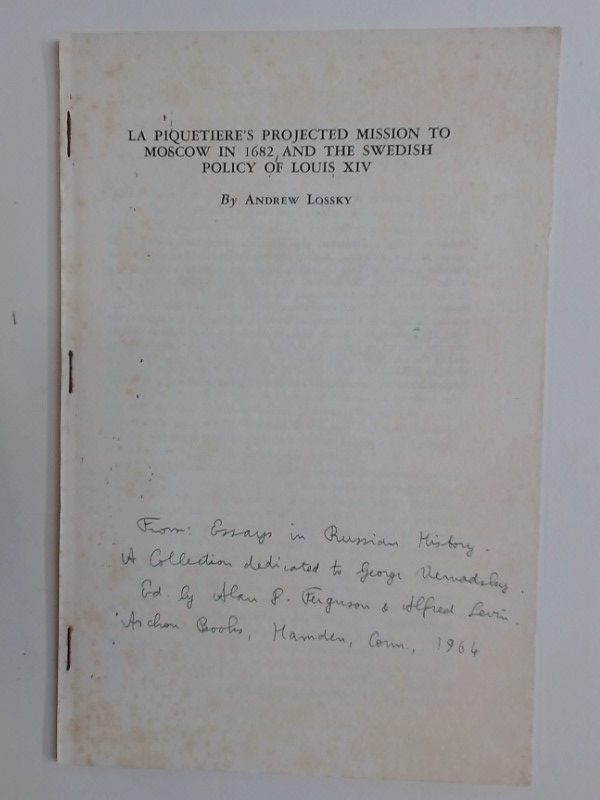 LA PIQUETIERE'S PROJECTED MISSION TO
MOSCOW IN 1682, AND THE SWEDISH
POLICY OF LOUIS XIV
By ANDREW LOSSKY
From: Essays in Russian History.
A Collection dedicated to George Vernadsky.
Ed. by Alan D. Ferguson & Alfred Levin.
Archon Books, Hamden, Conn., 1964